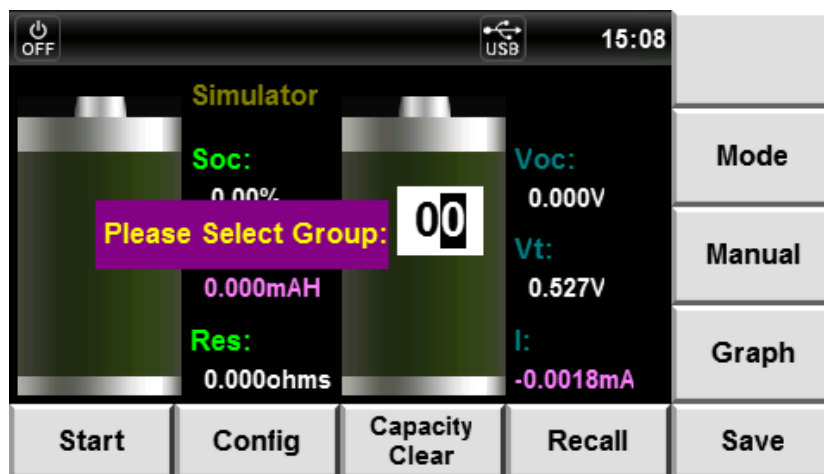 OFF
USB
15:08
Simulator
Soc:
0.00%
Please Select Group:
00
0.000mAH
Res:
0.000ohms
Voc:
0.000V
Vt:
0.527V
I:
-0.0018mA
Mode
Manual
Graph
Start
Config
Capacity
Clear
Recall
Save